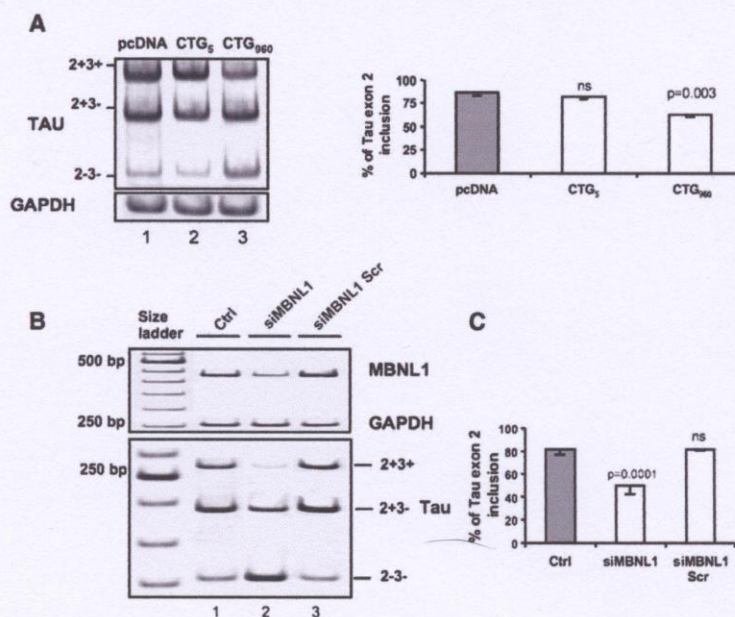 A
pcDNA CTG₅ CTG₉₆₀
2+3+
2+3-
TAU
2-3-
GAPDH
1 2 3
% of Tau exon 2
inclusion
100
75
50
25
0
ns
p=0.003
pcDNA CTG₅ CTG₉₆₀
B
Size
ladder
Ctrl
siMBNL1
siMBNL1 Scr
500 bp
MBNL1
250 bp
GAPDH
250 bp
2+3+
2+3- Tau
2-3-
1 2 3
C
% of Tau exon 2
inclusion
100
80
60
40
20
0
p=0.0001
ns
Ctrl siMBNL1 siMBNL1
Scr